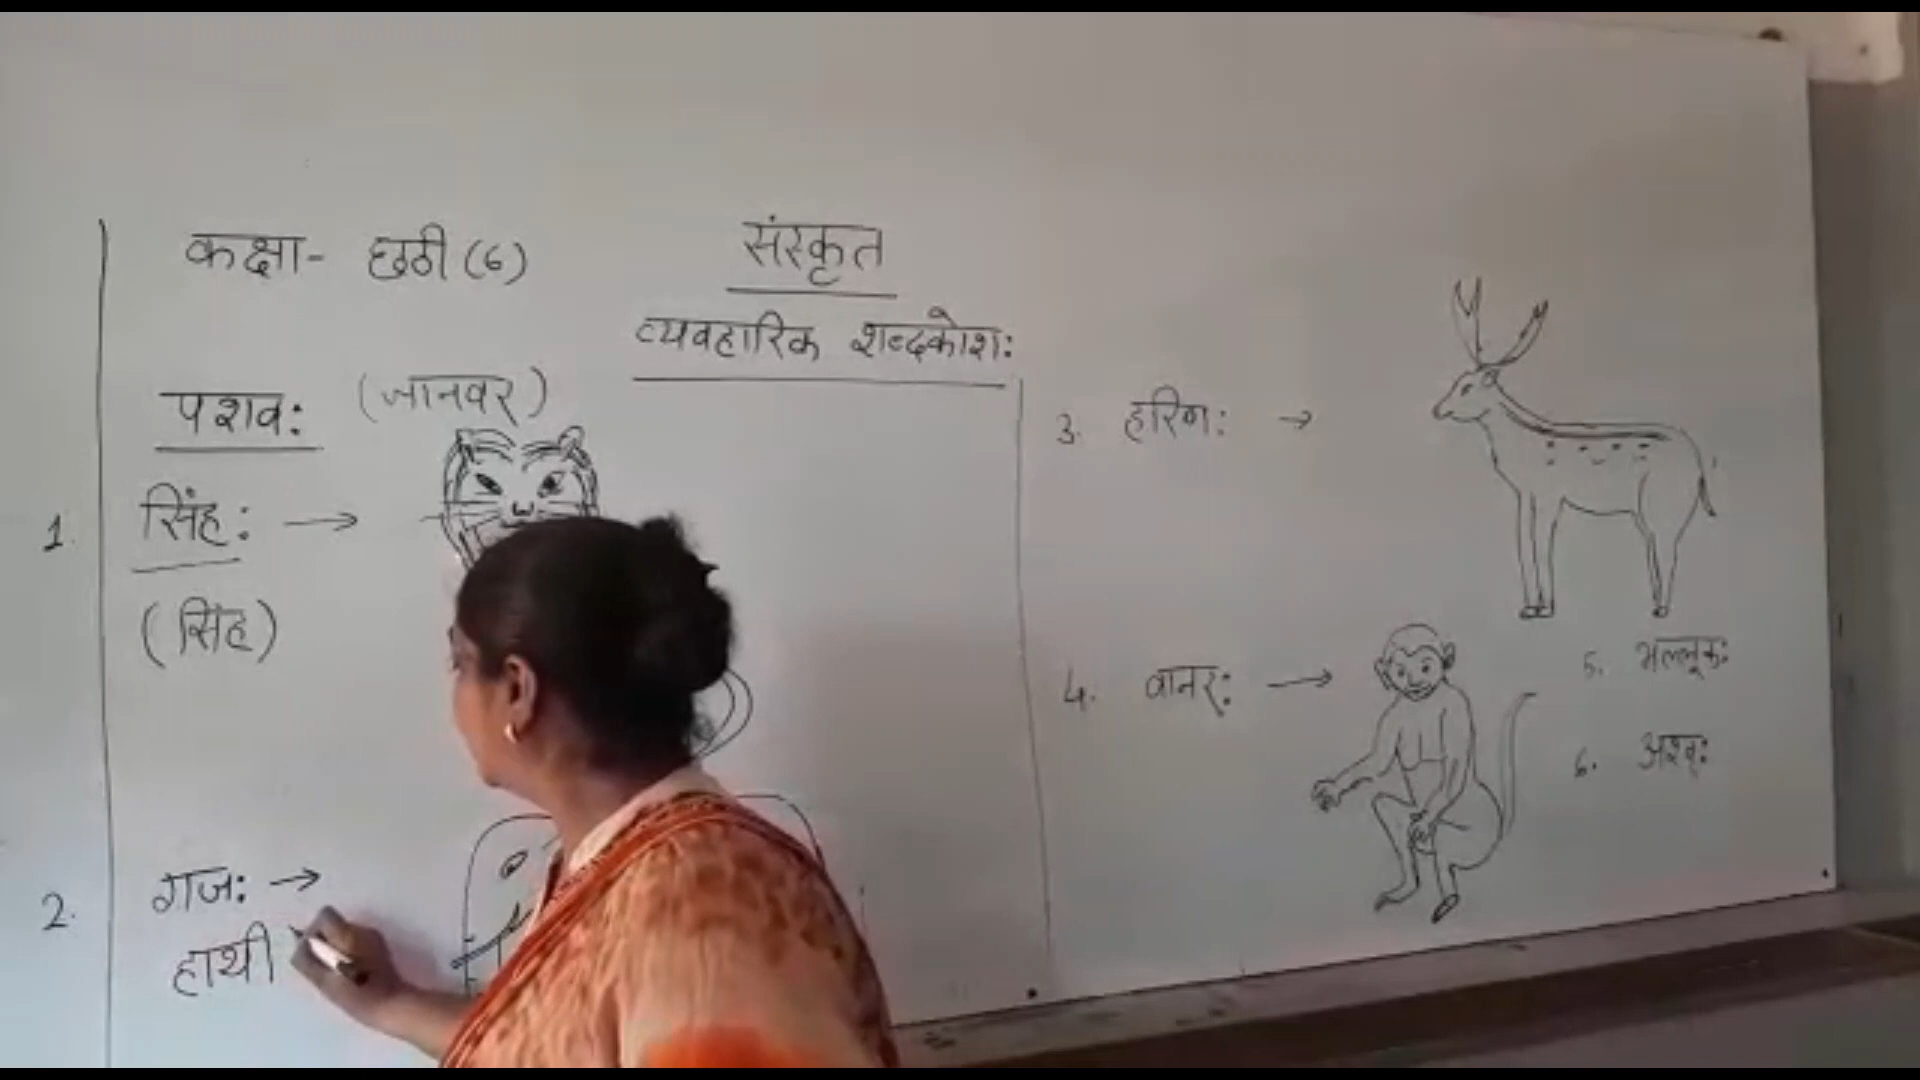 कक्षा - छठी (6)
संस्कृत
व्यवहारिक शब्दकोशः
पशवः (जानवर)
1. सिंहः →
(सिंह)
2. गजः →
हाथी
3. हरिणः →
4. वानरः →
5. भल्लूकः
6. अश्वः